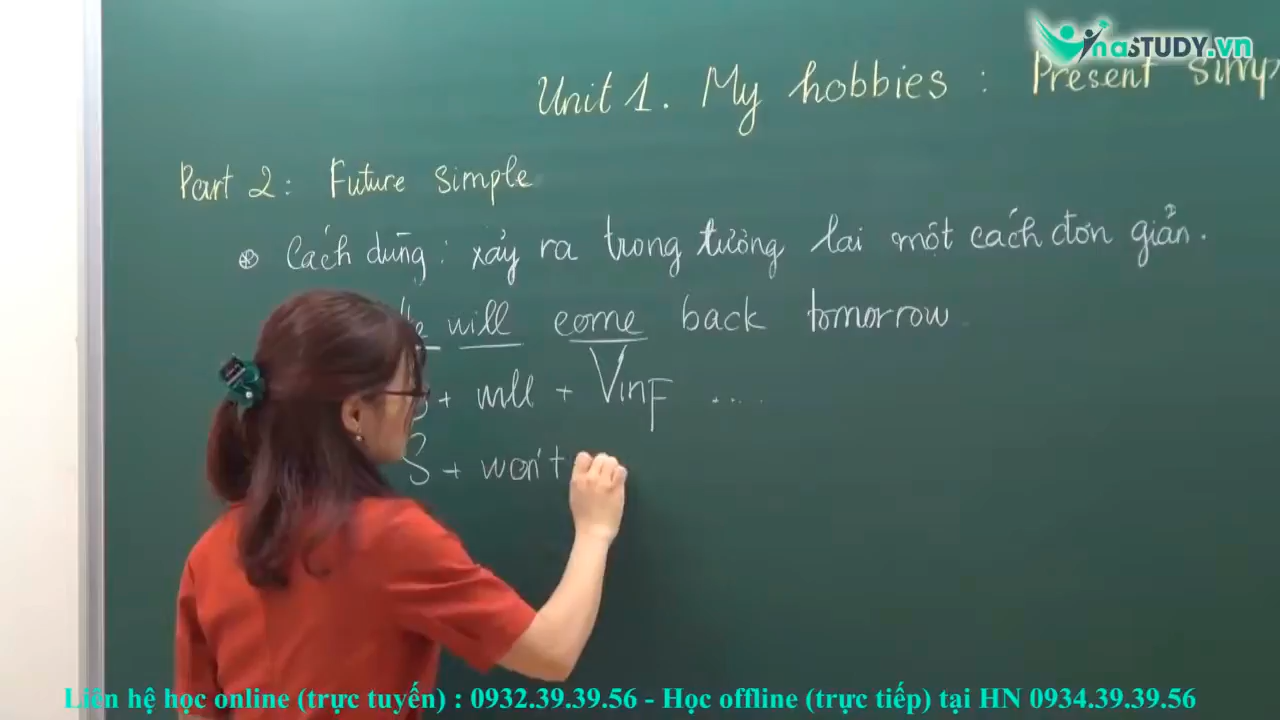 VinaSTUDY.vn
Unit 1. My hobbies : Present Simp
Part 2: Future simple
Cách dùng: xảy ra trong tương lai một cách đơn giản.
will come back tomorrow.
+ will + Vinf ....
S + won't
Liên hệ học online (trực tuyến) : 0932.39.39.56 - Học offline (trực tiếp) tại HN 0934.39.39.56